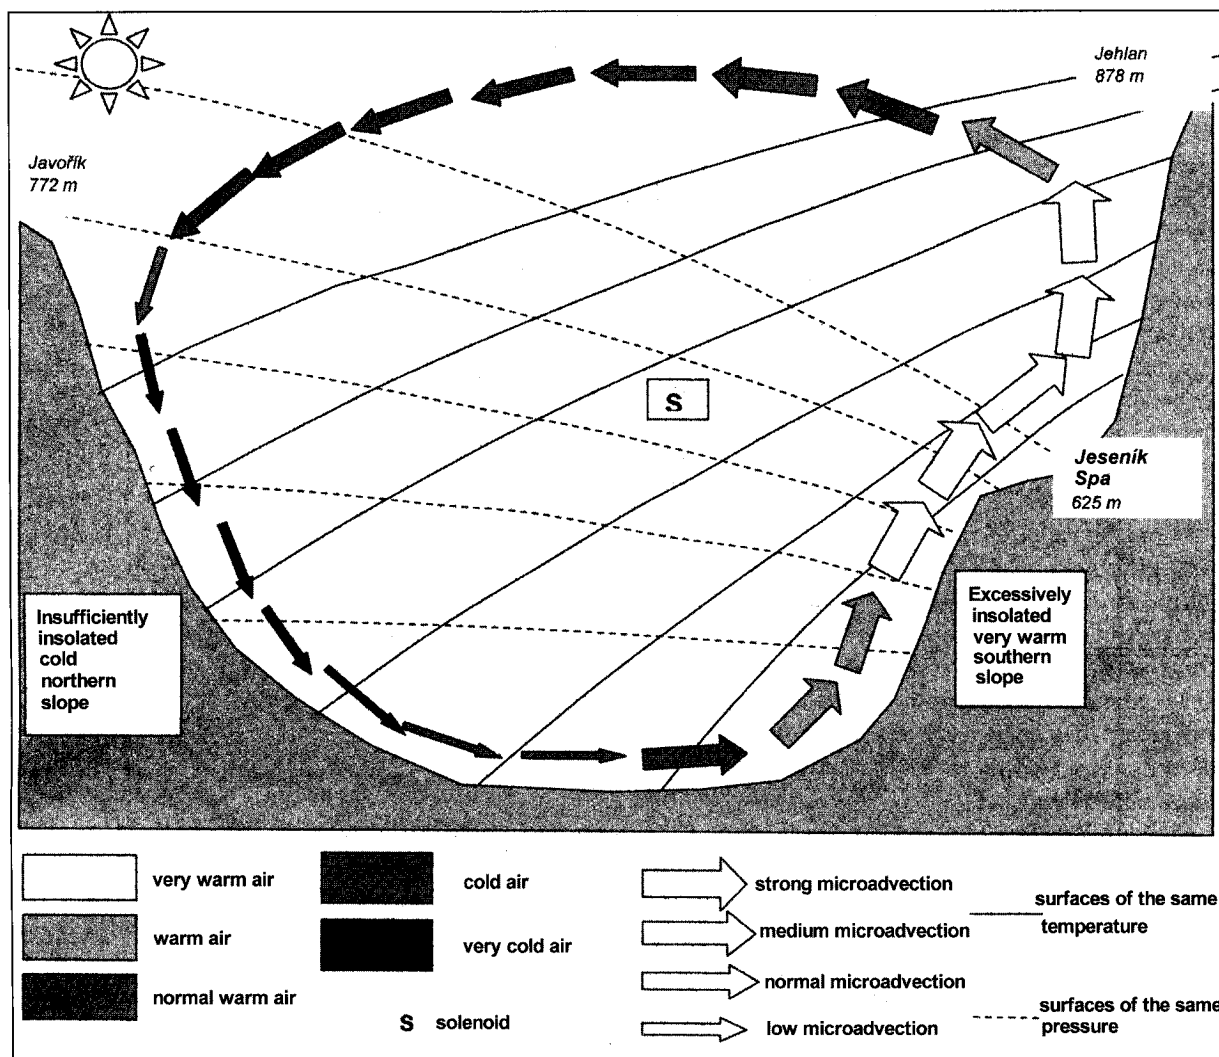 Jehlan
878 m
Javořík
772 m
S
Jeseník
Spa
625 m
Insufficiently
insolated
cold
northern
slope
Excessively
insolated
very warm
southern
slope
very warm air
warm air
normal warm air
cold air
very cold air
S solenoid
strong microadvection
medium microadvection
normal microadvection
low microadvection
surfaces of the same
temperature
surfaces of the same
pressure